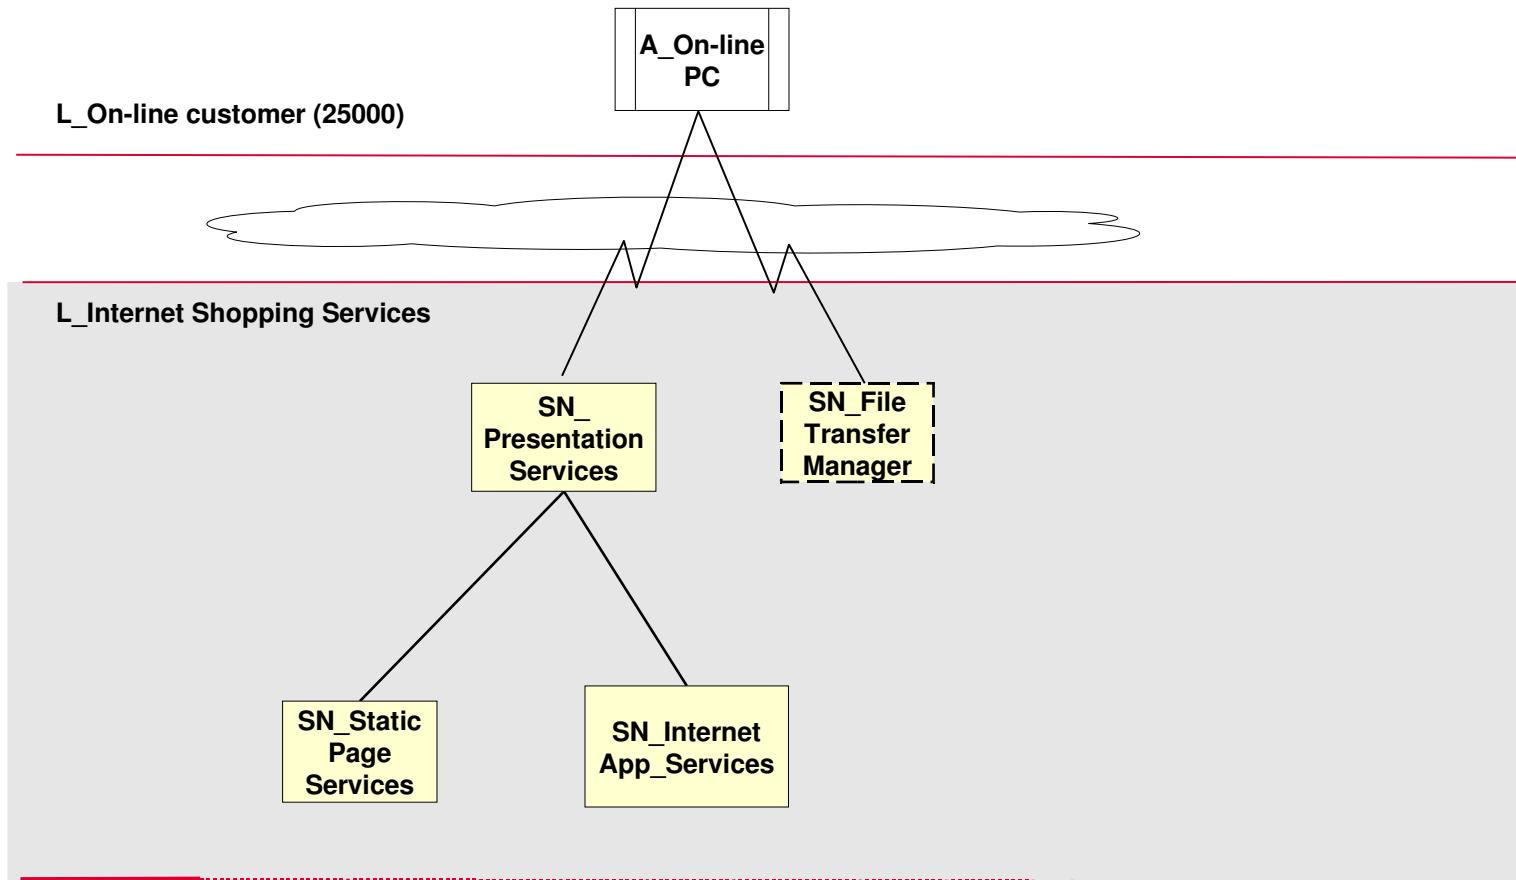 A_On-line
PC
L_On-line customer (25000)
L_Internet Shopping Services
SN_
Presentation
Services
SN_File
Transfer
Manager
SN_Static
Page
Services
SN_Internet
App_Services